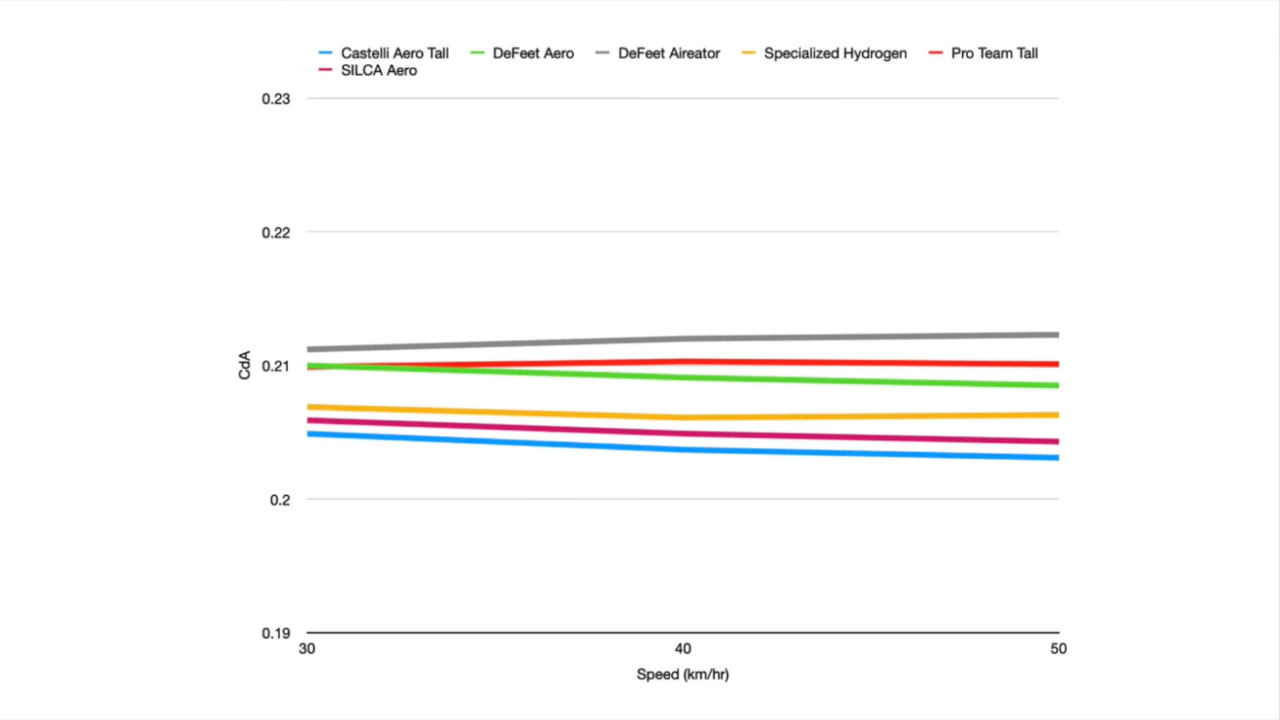 Castelli Aero Tall DeFeet Aero DeFeet Aireator Specialized Hydrogen Pro Team Tall
SILCA Aero
0.23
0.22
0.21
CdA
0.2
0.19
30 40 50
Speed (km/hr)